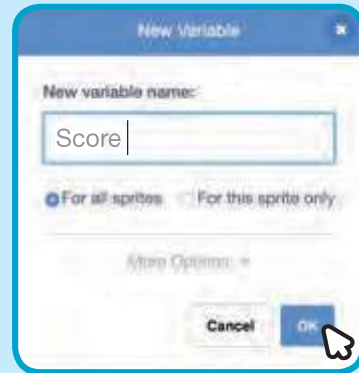 New Variable
New variable name:
Score
For all sprites For this sprite only
More Options
Cancel OK